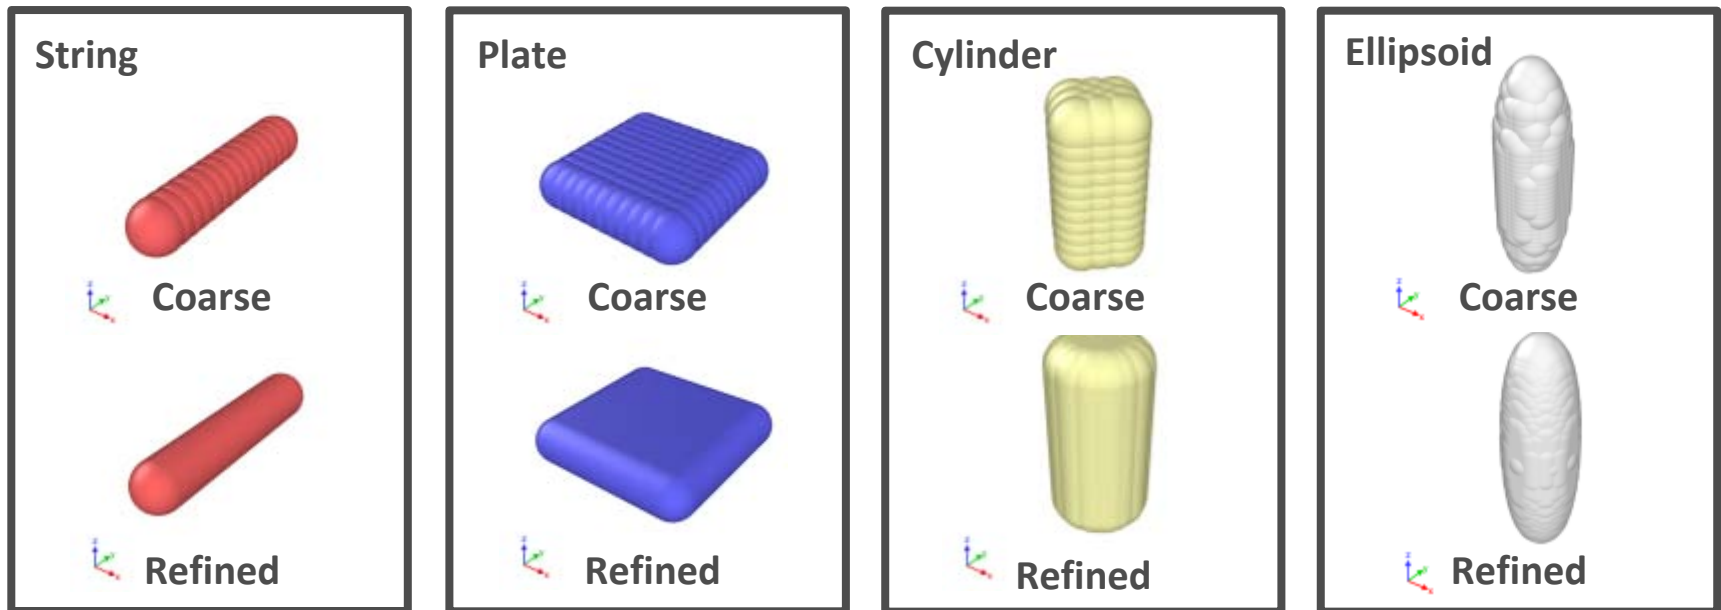 String
Coarse
Refined
Plate
Coarse
Refined
Cylinder
Coarse
Refined
Ellipsoid
Coarse
Refined